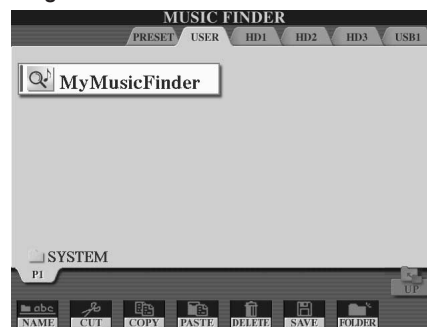 MUSIC FINDER
PRESET USER HD1 HD2 HD3 USB1
MyMusicFinder
SYSTEM
P1
UP
abc
NAME CUT COPY PASTE DELETE SAVE FOLDER